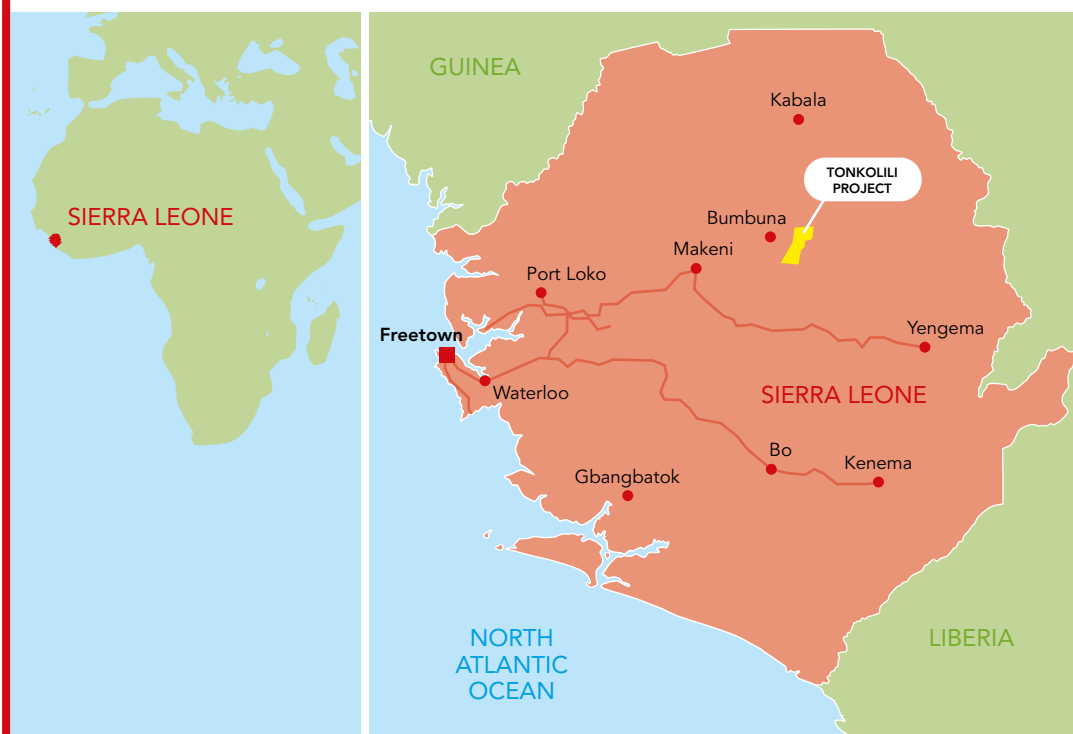 SIERRA LEONE
GUINEA
Kabala
TONKOLILI
PROJECT
Bumbuna
Makeni
Port Loko
Freetown
Yengema
Waterloo
SIERRA LEONE
Bo
Kenema
Gbangbatok
NORTH
ATLANTIC
OCEAN
LIBERIA